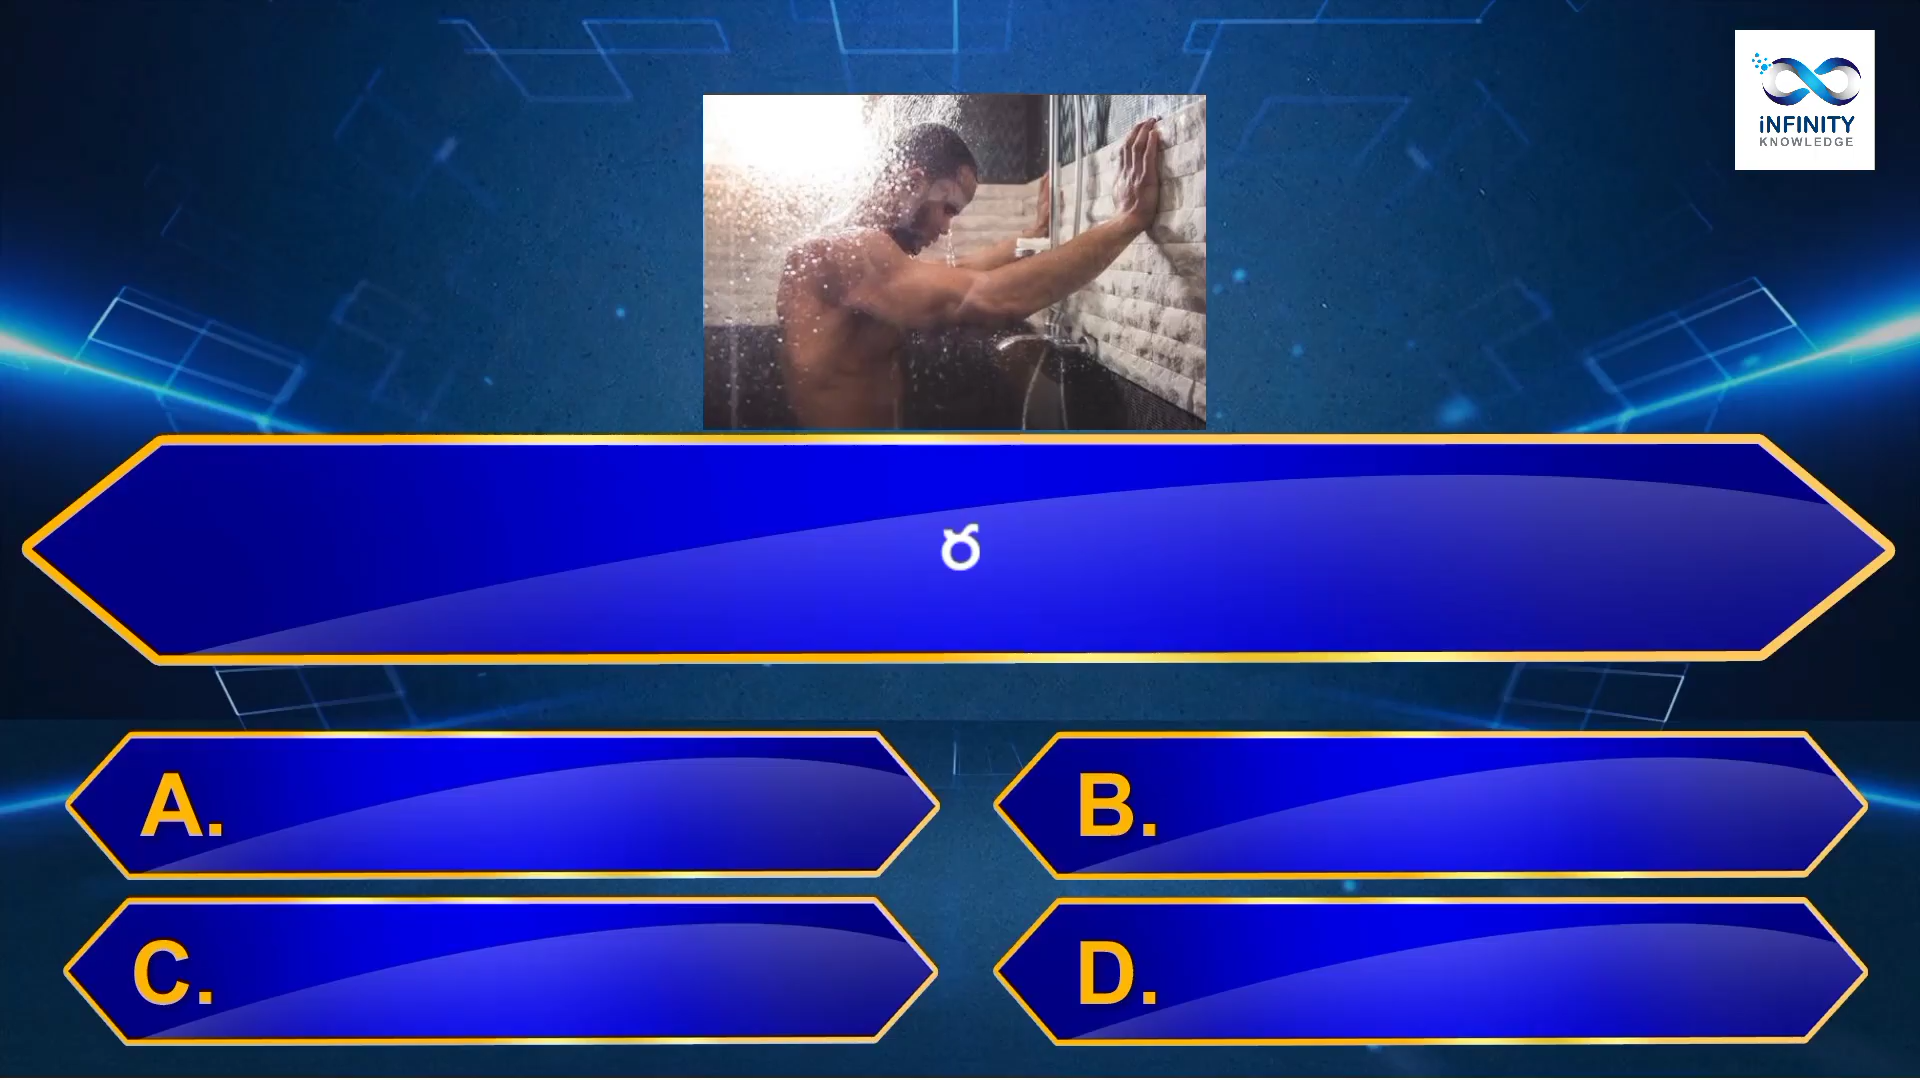 iNFINITY
KNOWLEDGE
ర
A.
B.
C.
D.